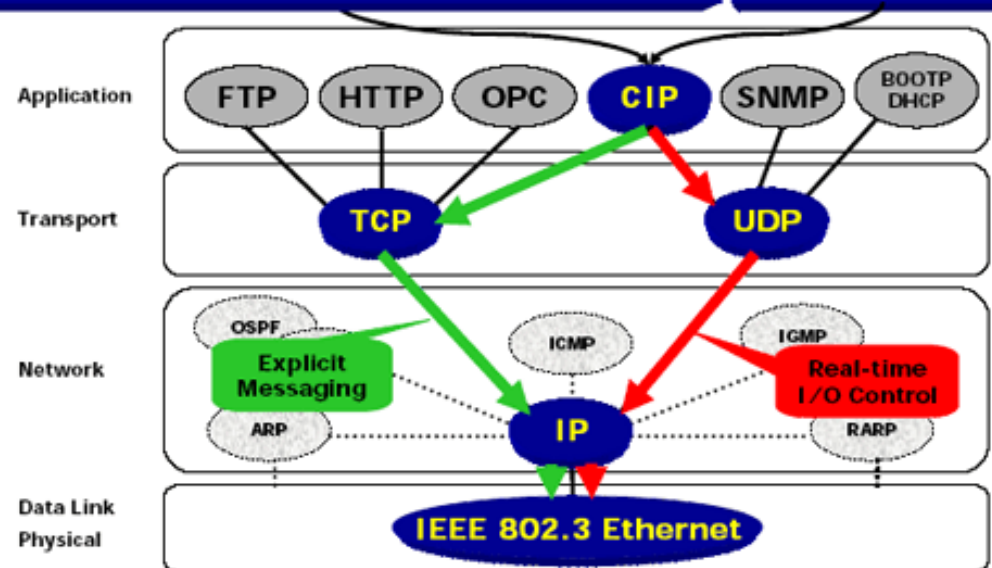 Application
FTP
HTTP
OPC
CIP
SNMP
BOOTP
DHCP
Transport
TCP
UDP
Network
OSPF
ICMP
IGMP
Explicit
Messaging
Real-time
I/O Control
ARP
IP
RARP
Data Link
Physical
IEEE 802.3 Ethernet